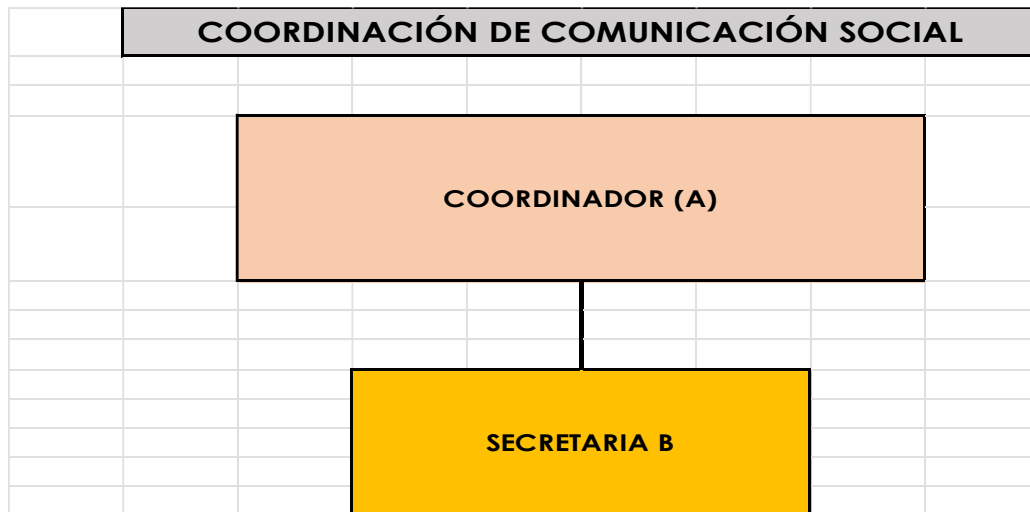 COORDINACIÓN DE COMUNICACIÓN SOCIAL
COORDINADOR (A)
SECRETARIA B